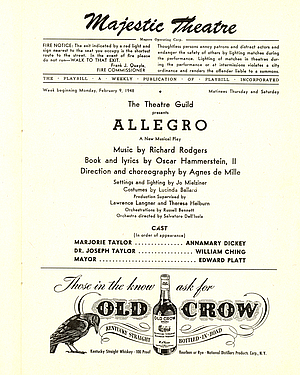 Majestic Theatre
Magoro Operating Corp.
FIRE NOTICE: The exit indicated by a red light and
sign nearest to the seat you occupy is the shortest
route to the street. In the event of fire please
do not run—WALK TO THAT EXIT.
Frank J. Quayle,
FIRE COMMISSIONER
Thoughtless persons annoy patrons and distract actors and
endanger the safety of others by lighting matches during
the performance. Lighting of matches in theatres during
the performance or at intermissions violates a city
ordinance and renders the offender liable to a summons.
THE PLAYBILL A WEEKLY PUBLICATION OF PLAYBILL INCORPORATED
Week beginning Monday, February 9, 1948
Matinees Thursday and Saturday
The Theatre Guild
presents
ALLEGRO
A New Musical Play
Music by Richard Rodgers
Book and lyrics by Oscar Hammerstein, II
Direction and choreography by Agnes de Mille
Settings and lighting by Jo Mielziner
Costumes by Lucinda Ballard
Production Supervised by
Lawrence Langner and Theresa Helburn
Orchestrations by Russell Bennett
Orchestra directed by Salvatore Dell'Isola
CAST
(In order of appearance)
MARJORIE TAYLOR ............ ANNAMARY DICKEY
DR. JOSEPH TAYLOR ............ WILLIAM CHING
MAYOR ............ EDWARD PLATT
Those in the know ask for
OLD CROW
KENTUCKY STRAIGHT
BOTTLED-IN-BOND
OLD CROW
Kentucky Straight Whiskey · 100 Proof
Bourbon or Rye · National Distillers Products Corp., N.Y.